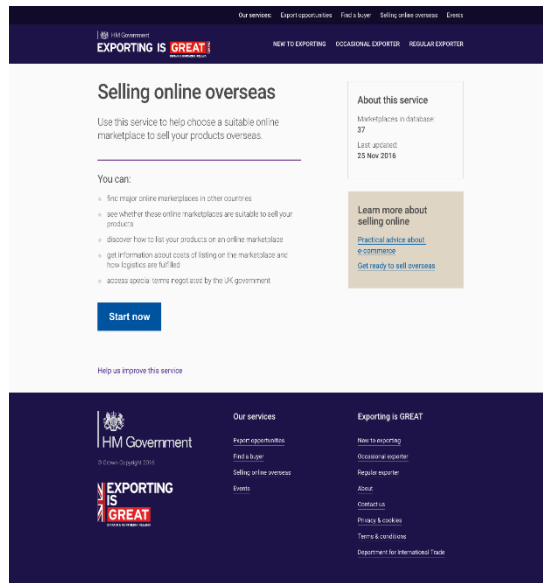 Our services: Export opportunities Find a buyer Selling online overseas Events
HM Government
EXPORTING IS GREAT
NEW TO EXPORTING OCCASIONAL EXPORTER REGULAR EXPORTER
Selling online overseas
Use this service to help choose a suitable online
marketplace to sell your products overseas.
You can:
find major online marketplaces in other countries
see whether these online marketplaces are suitable to sell your
products
discover how to list your products on an online marketplace
get information about costs of listing on the marketplace and
how logistics are fulfilled
access special terms negotiated by the UK government
Start now
Help us improve this service
About this service
Marketplaces in database:
37
Last updated:
25 Nov 2016
Learn more about
selling online
Practical advice about
e-commerce
Get ready to sell overseas
HM Government
© Crown Copyright 2016
EXPORTING
IS
GREAT
Our services
Export opportunities
Find a buyer
Selling online overseas
Events
Exporting is GREAT
New to exporting
Occasional exporter
Regular exporter
About
Contact us
Privacy & cookies
Terms & conditions
Department for International Trade